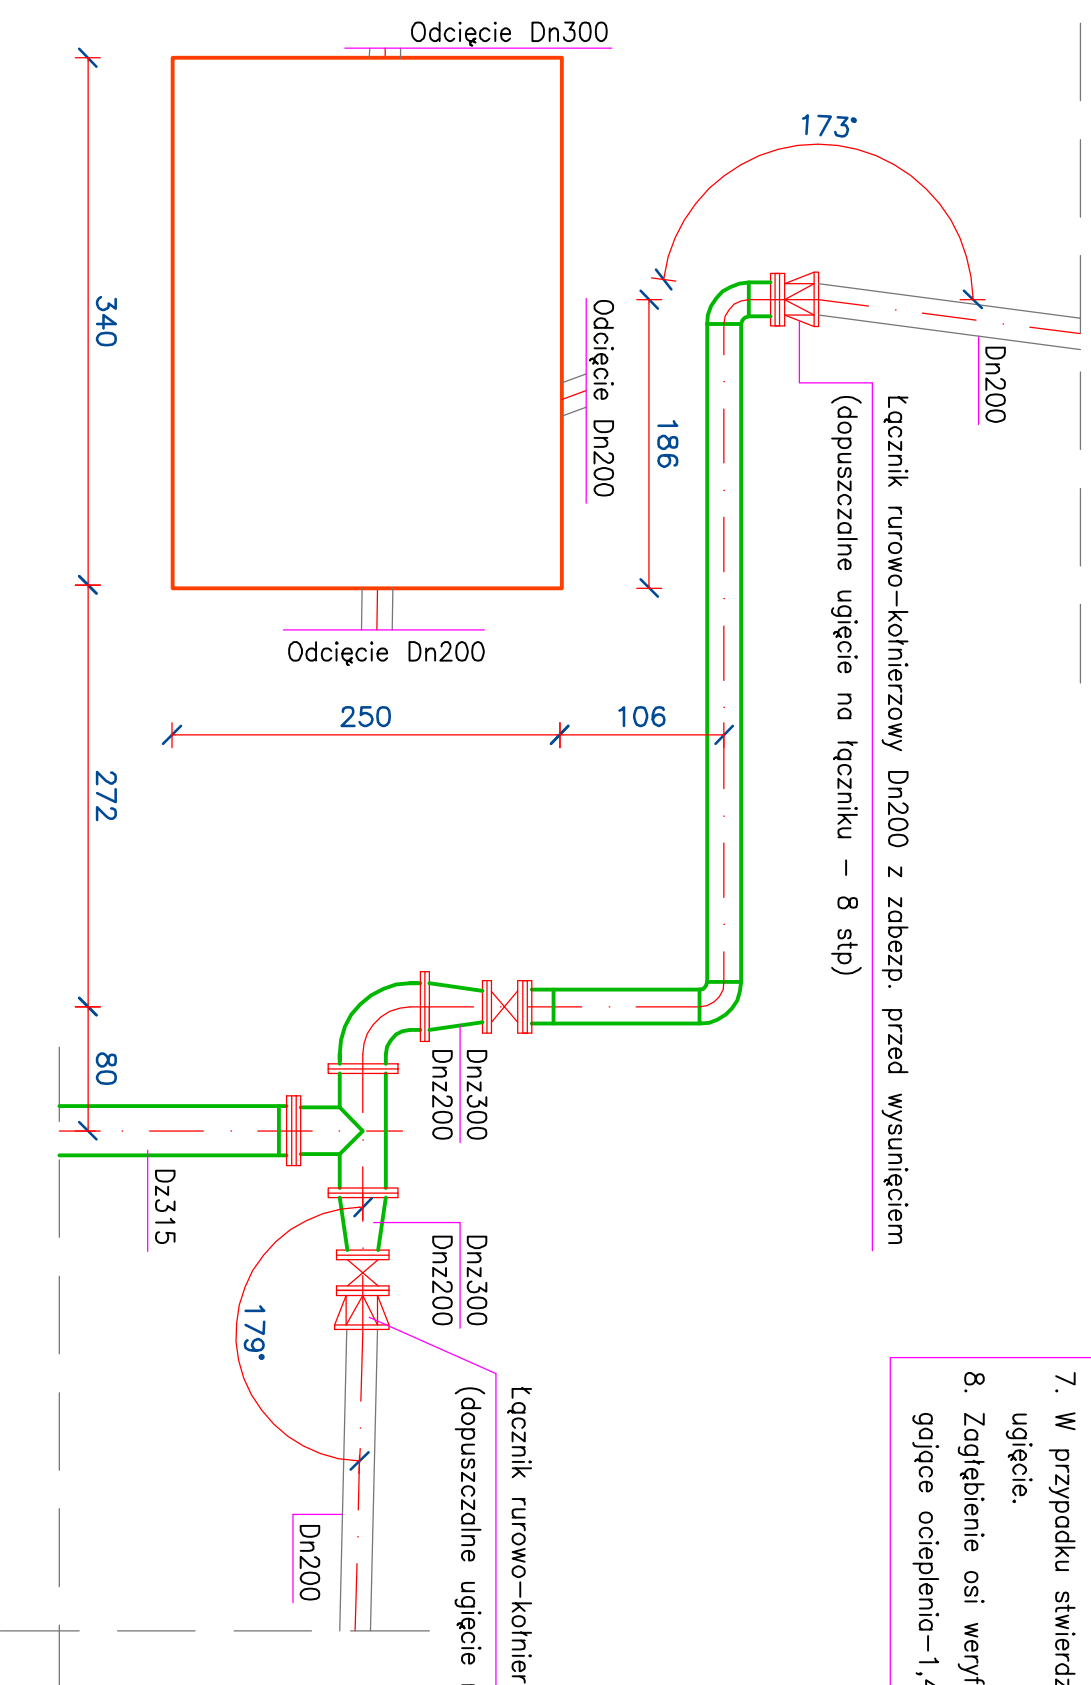 Odcięcie Dn300
173°
340
Odcięcie Dn200
186
Dn200
Łącznik rurowo-kołnierzowy Dn200 z zabezp. przed wysunięciem
(dopuszczalne ugięcie na łączniku - 8 stp)
Odcięcie Dn200
250
106
272
80
Dnz300
Dnz200
Dz315
Dnz300
Dnz200
179°
Dn200
Łącznik rurowo-kołnier
(dopuszczalne ugięcie
7. W przypadku stwierdz
ugięcie.
8. Zagłębienie osi weryf
gające ocieplenia-1,4